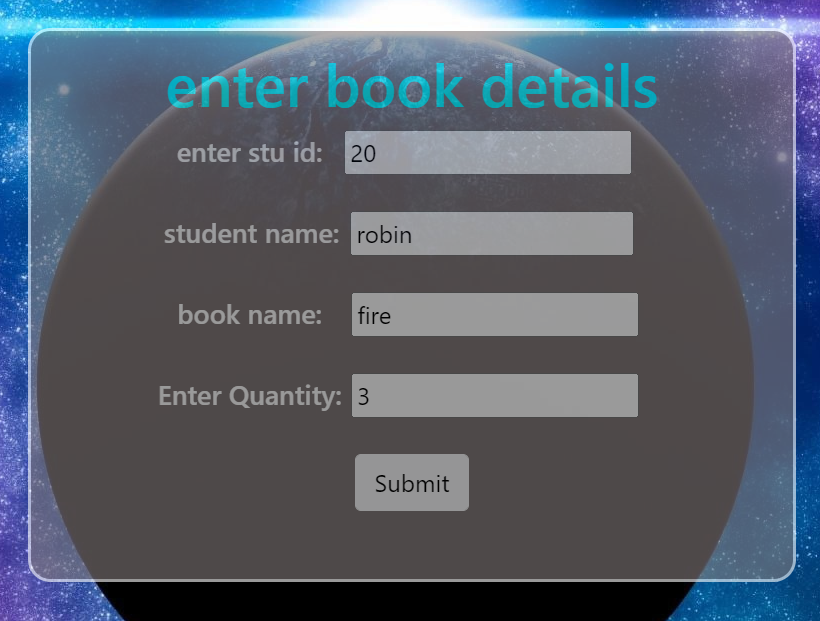 enter book details
enter stu id: 20
student name: robin
book name: fire
Enter Quantity: 3
Submit